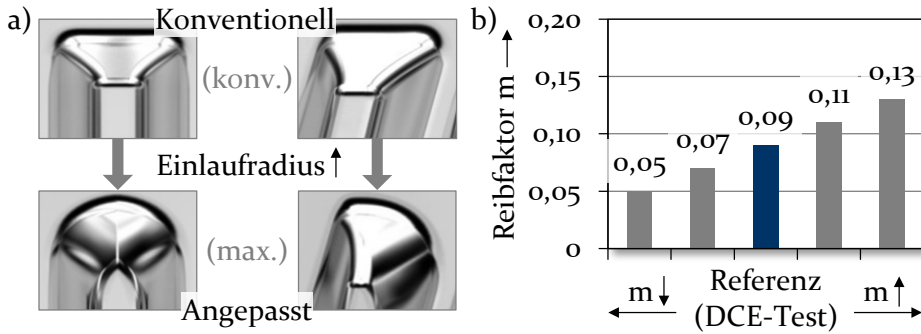 a)
Konventionell
(konv.)
Einlaufradius ↑
(max.)
Angepasst
b)
Reibfaktor m →
0,20
0,15
0,10
0,05
0
0,05
0,07
0,09
0,11
0,13
m ↓
Referenz
(DCE-Test)
m ↑